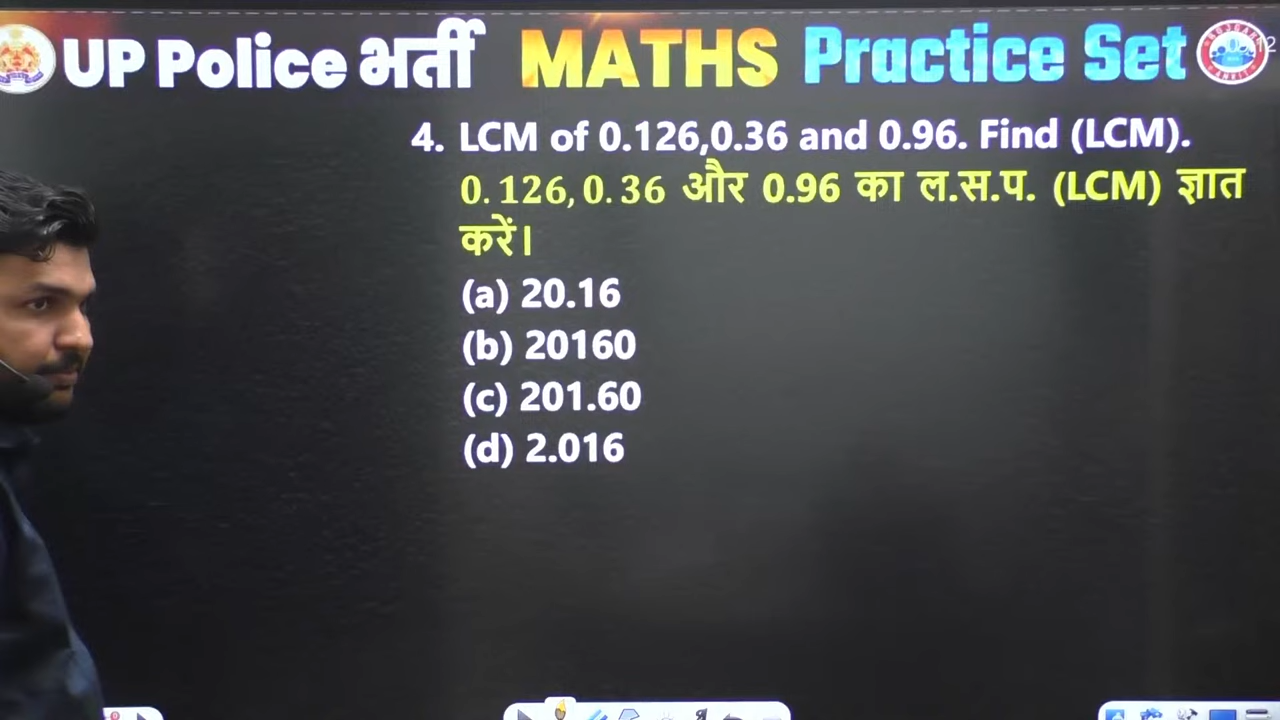 UP Police भर्ती MATHS Practice Set
4. LCM of 0.126,0.36 and 0.96. Find (LCM).
0.126, 0.36 और 0.96 का ल.स.प. (LCM) ज्ञात
करें।
(a) 20.16
(b) 20160
(c) 201.60
(d) 2.016